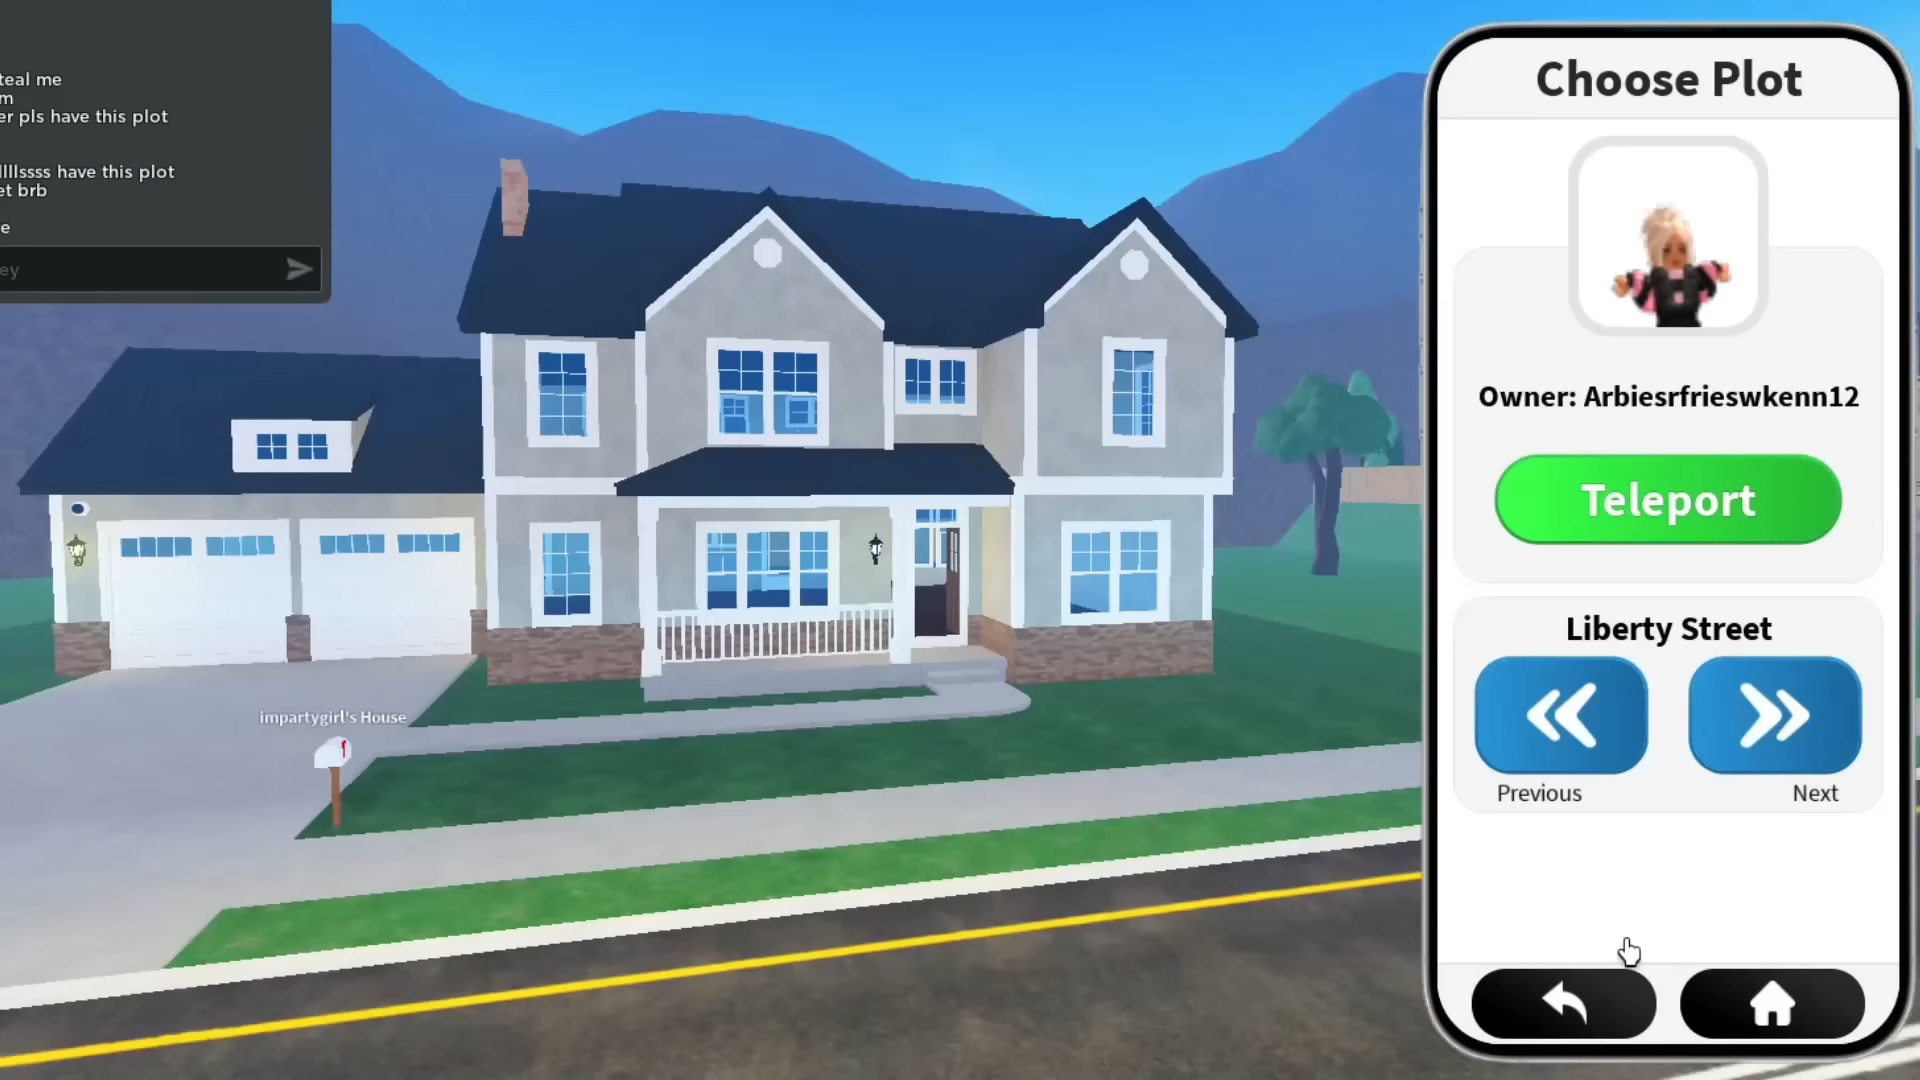 teal me
m
er pls have this plot
llllssss have this plot
et brb
e
ey
impartygirl's House
Choose Plot
Owner: Arbiesrfrieswkenn12
Teleport
Liberty Street
Previous
Next